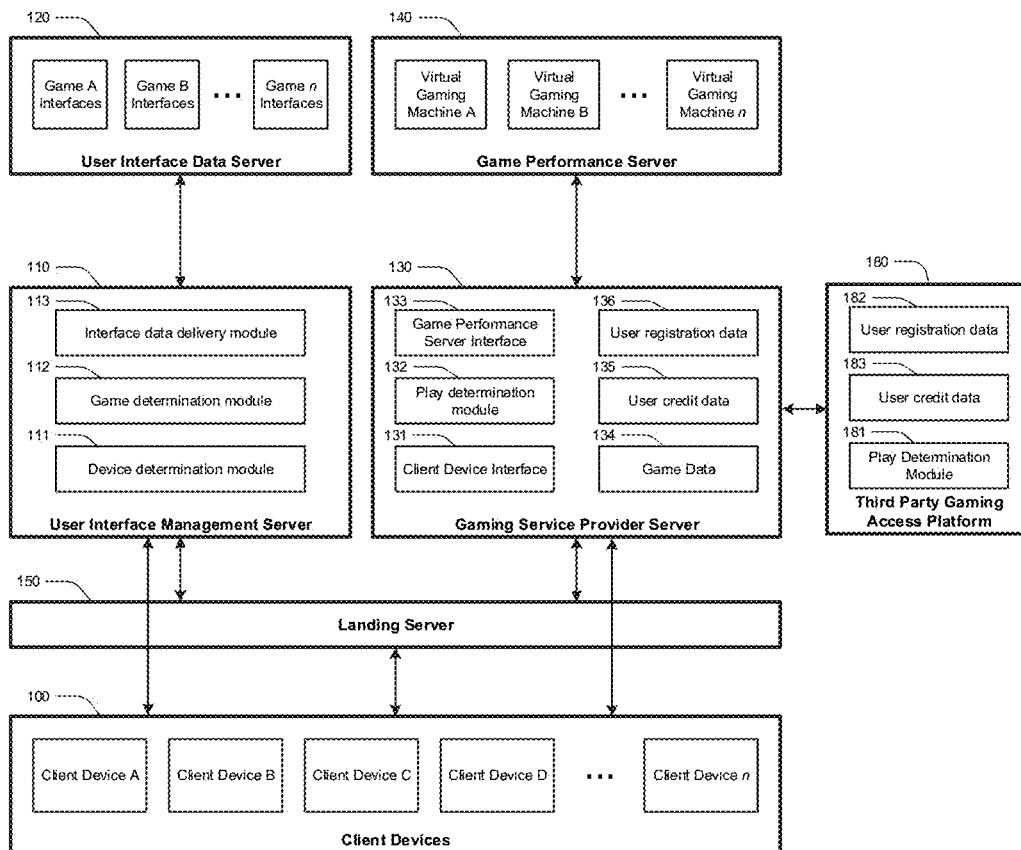 120
Game A
Interfaces
Game B
Interfaces
...
Game n
Interfaces
User Interface Data Server
140
Virtual
Gaming
Machine A
Virtual
Gaming
Machine B
...
Virtual
Gaming
Machine n
Game Performance Server
110
113
Interface data delivery module
112
Game determination module
111
Device determination module
User Interface Management Server
130
133
Game Performance
Server Interface
132
Play determination
module
131
Client Device Interface
136
User registration data
135
User credit data
134
Game Data
Gaming Service Provider Server
180
182
User registration data
183
User credit data
181
Play Determination
Module
Third Party Gaming
Access Platform
150
Landing Server
100
Client Device A
Client Device B
Client Device C
Client Device D
...
Client Device n
Client Devices